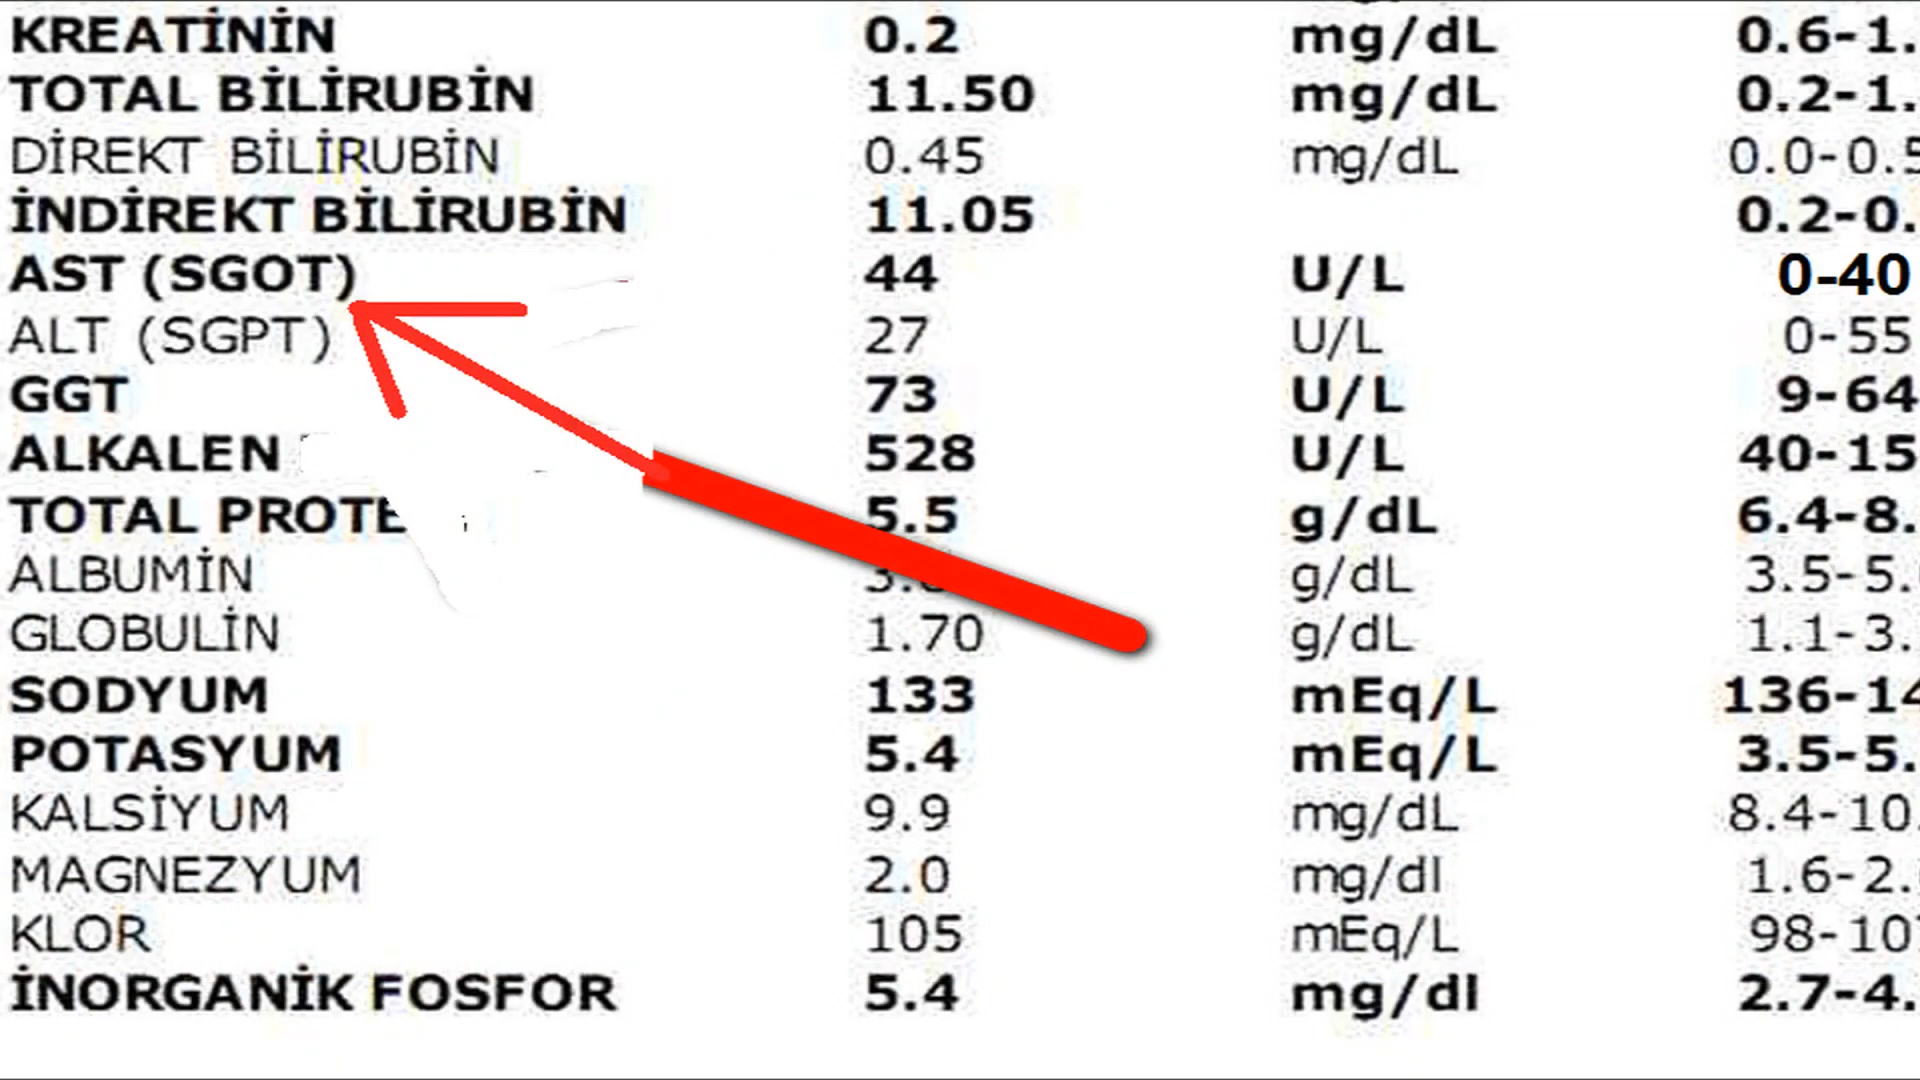 KREATİNİN 0.2 mg/dL 0.6-1.
TOTAL BİLİRUBİN 11.50 mg/dL 0.2-1.
DİREKT BİLİRUBİN 0.45 mg/dL 0.0-0.5
İNDİREKT BİLİRUBİN 11.05 0.2-0.
AST (SGOT) 44 U/L 0-40
ALT (SGPT) 27 U/L 0-55
GGT 73 U/L 9-64
ALKALEN 528 U/L 40-15
TOTAL PROTE 5.5 g/dL 6.4-8.
ALBUMİN g/dL 3.5-5.
GLOBULİN 1.70 g/dL 1.1-3.
SODYUM 133 mEq/L 136-14
POTASYUM 5.4 mEq/L 3.5-5.
KALSİYUM 9.9 mg/dL 8.4-10.
MAGNEZYUM 2.0 mg/dl 1.6-2.
KLOR 105 mEq/L 98-107
İNORGANİK FOSFOR 5.4 mg/dl 2.7-4.